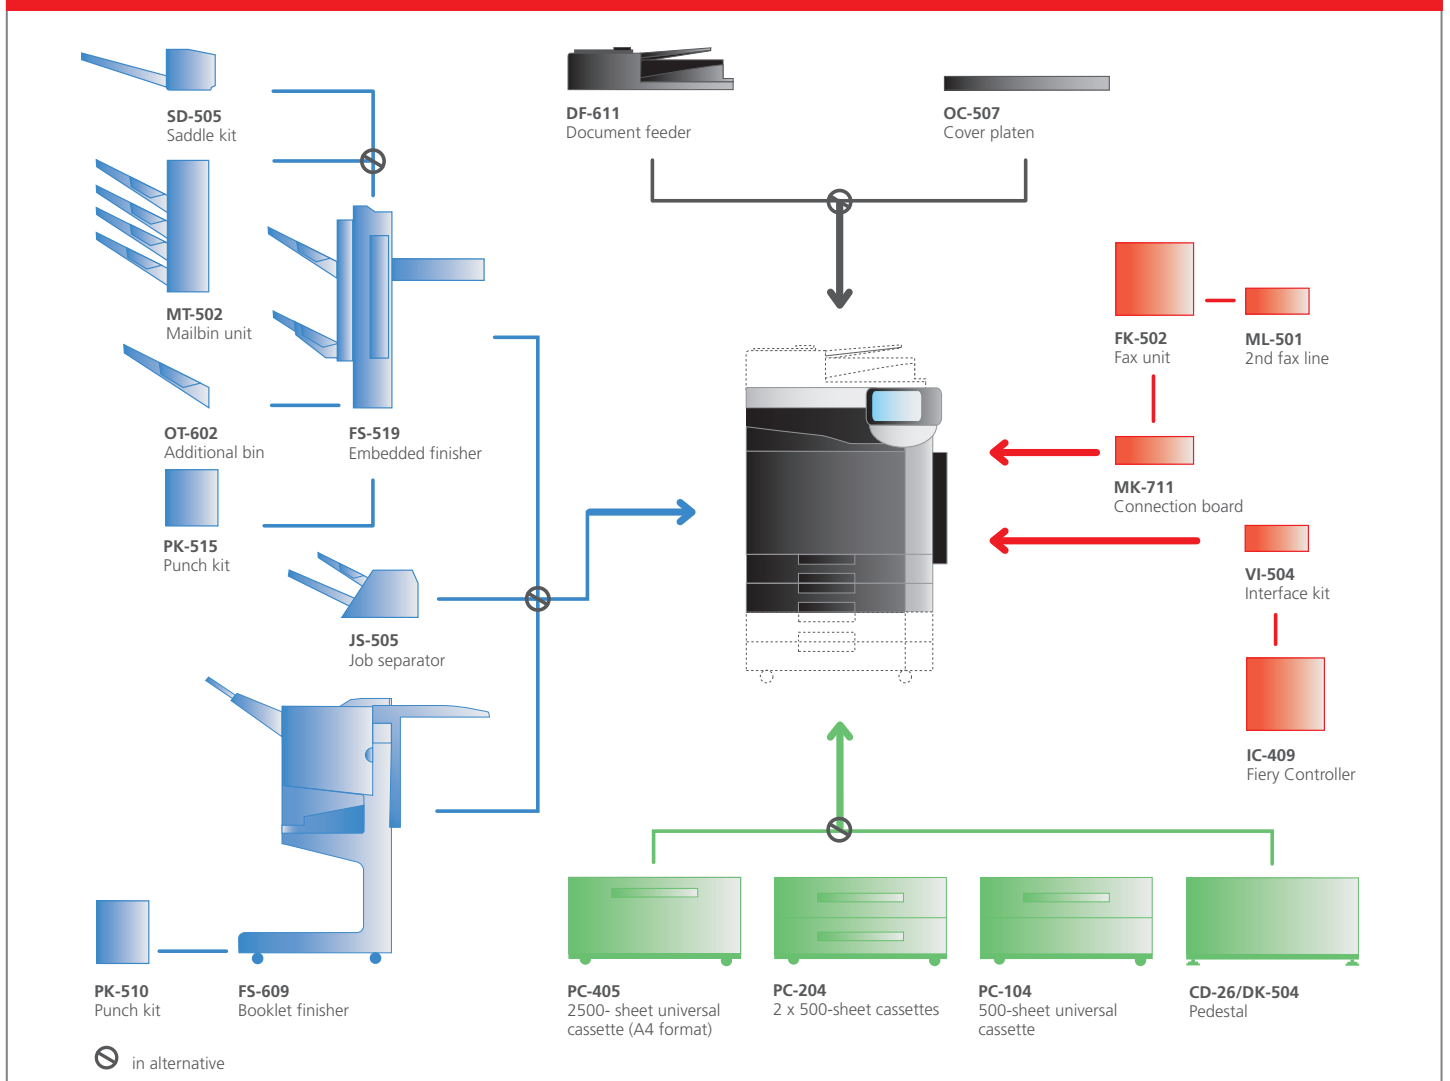 SD-505
Saddle kit
MT-502
Mailbin unit
OT-602
Additional bin
FS-519
Embedded finisher
PK-515
Punch kit
JS-505
Job separator
PK-510
Punch kit
FS-609
Booklet finisher
in alternative
DF-611
Document feeder
OC-507
Cover platen
FK-502
Fax unit
ML-501
2nd fax line
MK-711
Connection board
VI-504
Interface kit
IC-409
Fiery Controller
PC-405
2500- sheet universal
cassette (A4 format)
PC-204
2 x 500-sheet cassettes
PC-104
500-sheet universal
cassette
CD-26/DK-504
Pedestal